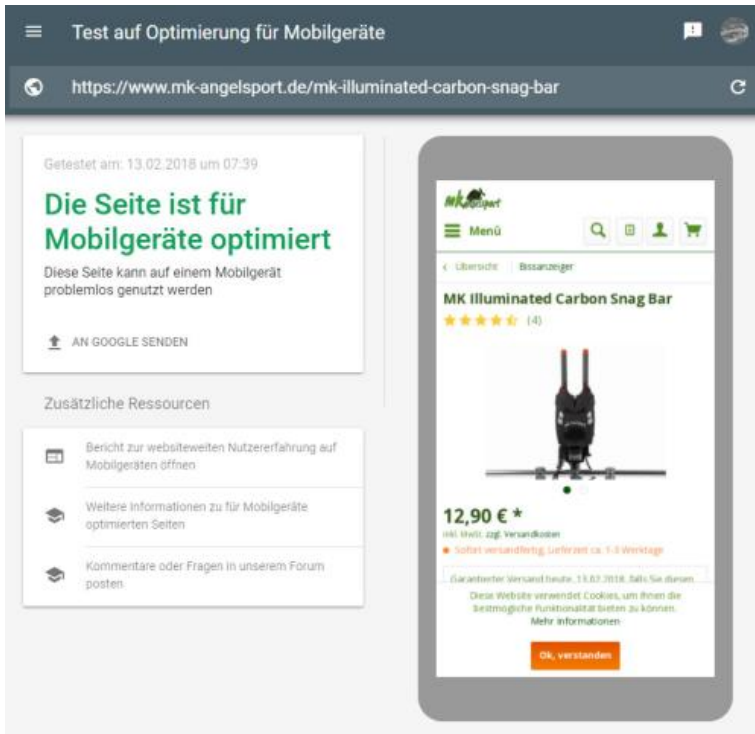 Test auf Optimierung für Mobilgeräte
https://www.mk-angelsport.de/mk-illuminated-carbon-snag-bar
Getestet am: 13.02.2018 um 07:39
Die Seite ist für
Mobilgeräte optimiert
Diese Seite kann auf einem Mobilgerät
problemlos genutzt werden
AN GOOGLE SENDEN
Zusätzliche Ressourcen
Bericht zur websiteweiten Nutzererfahrung auf
Mobilgeräten öffnen
Weitere Informationen zu für Mobilgeräte
optimierten Seiten
Kommentare oder Fragen in unserem Forum
posten
MK Angelsport
Menü
Übersicht
Bissanzeiger
MK Illuminated Carbon Snag Bar
(4)
12,90 € *
inkl. MwSt. zzgl. Versandkosten
Sofort versandfertig, Lieferzeit ca. 1-3 Werktage
Garantierter Versand heute, 13.02.2018, falls Sie diesen
Diese Website verwendet Cookies, um Ihnen die
bestmögliche Funktionalität bieten zu können.
Mehr informationen
Ok, verstanden